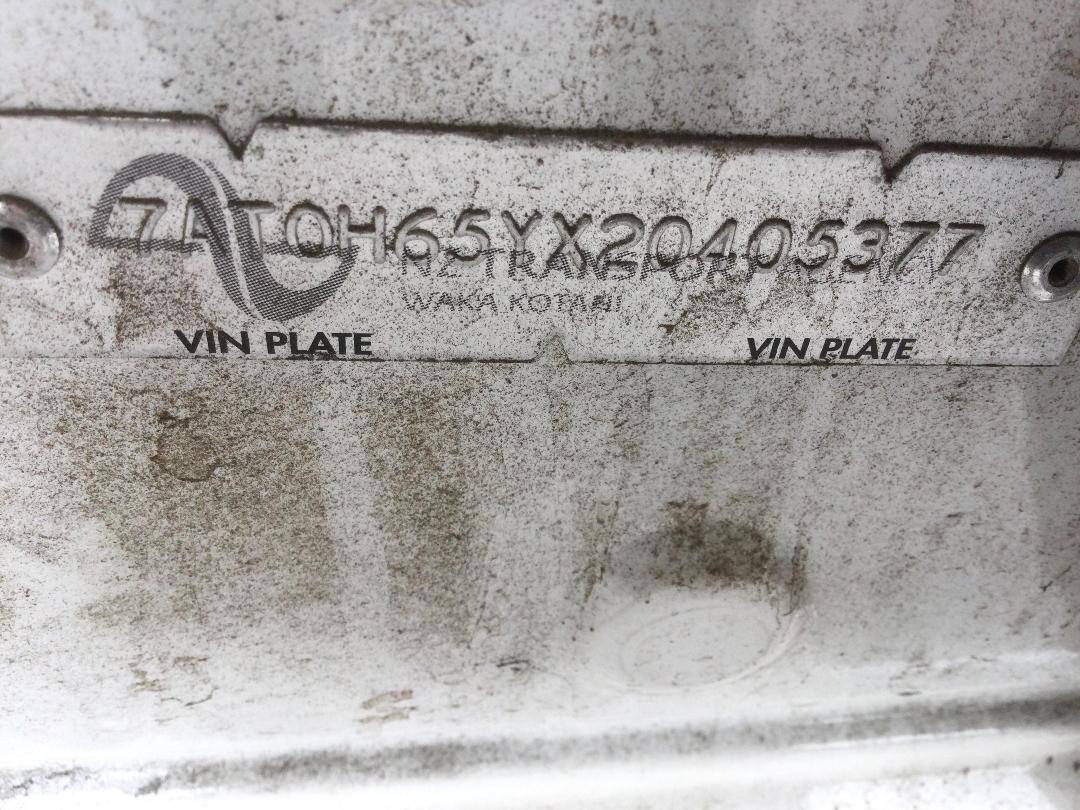 7AT0H65YX20405377
NZ TRANSPORT AGENCY
WAKA KOTAHI
VIN PLATE VIN PLATE